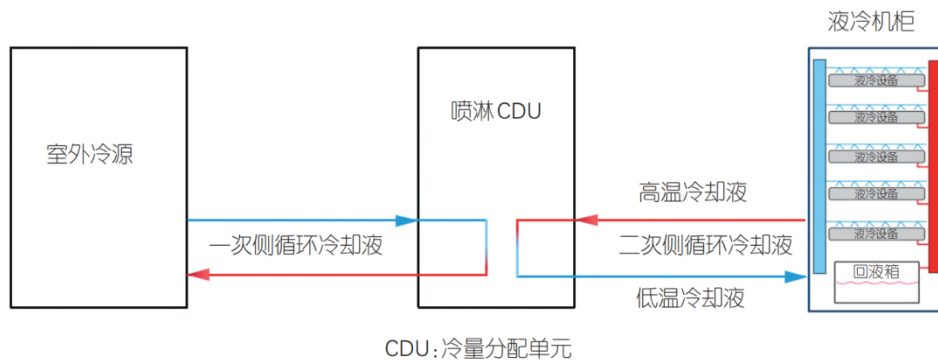 液冷机柜
室外冷源
喷淋CDU
液冷设备
液冷设备
液冷设备
液冷设备
液冷设备
回液箱
一次侧循环冷却液
高温冷却液
二次侧循环冷却液
低温冷却液
CDU:冷量分配单元